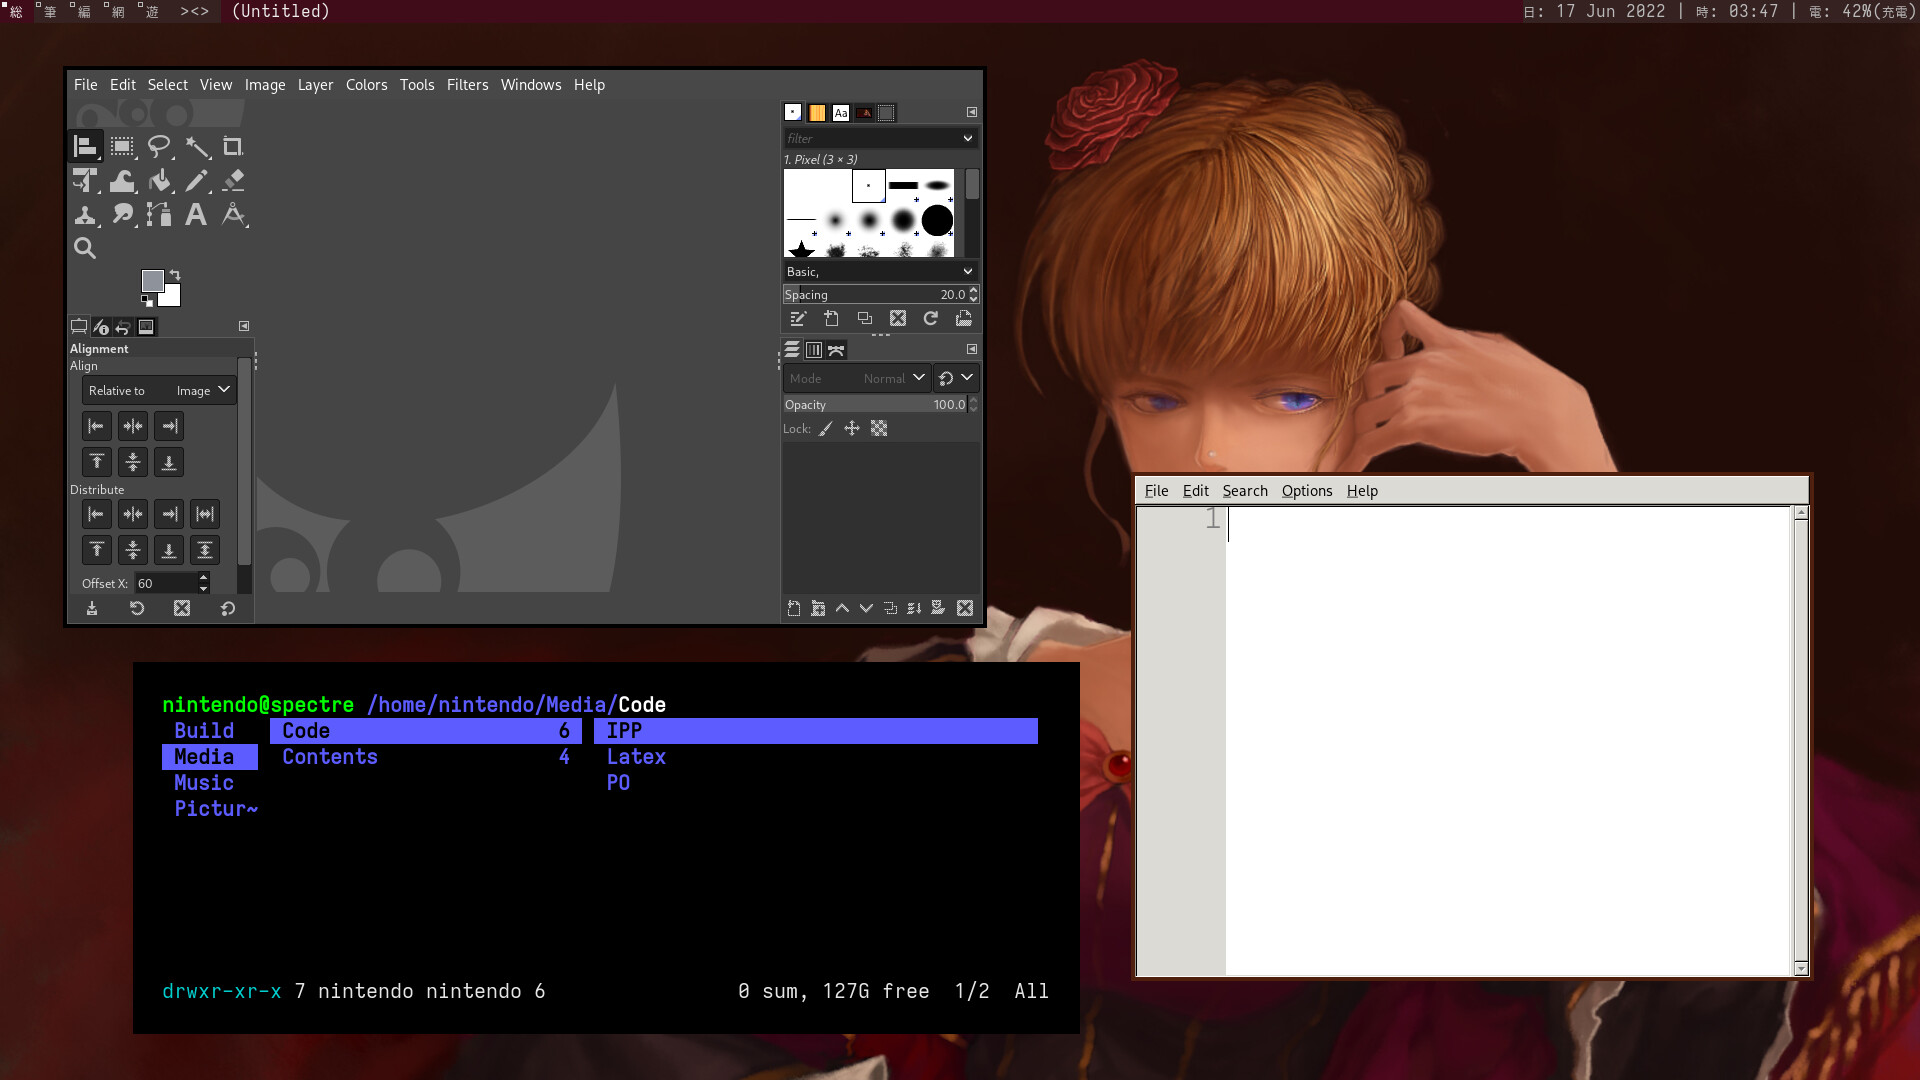 総 筆 編 網 遊 ><> (Untitled)
日: 17 Jun 2022 | 時: 03:47 | 電: 42%(充電)
File Edit Select View Image Layer Colors Tools Filters Windows Help
Aa
filter
1. Pixel (3 × 3)
Basic,
Spacing 20.0
Alignment
Align
Relative to Image
Distribute
Offset X: 60
Mode Normal
Opacity 100.0
Lock:
File Edit Search Options Help
1
nintendo@spectre /home/nintendo/Media/Code
Build Code 6 IPP
Media Contents 4 Latex
Music PO
Pictur~
drwxr-xr-x 7 nintendo nintendo 6 0 sum, 127G free 1/2 All